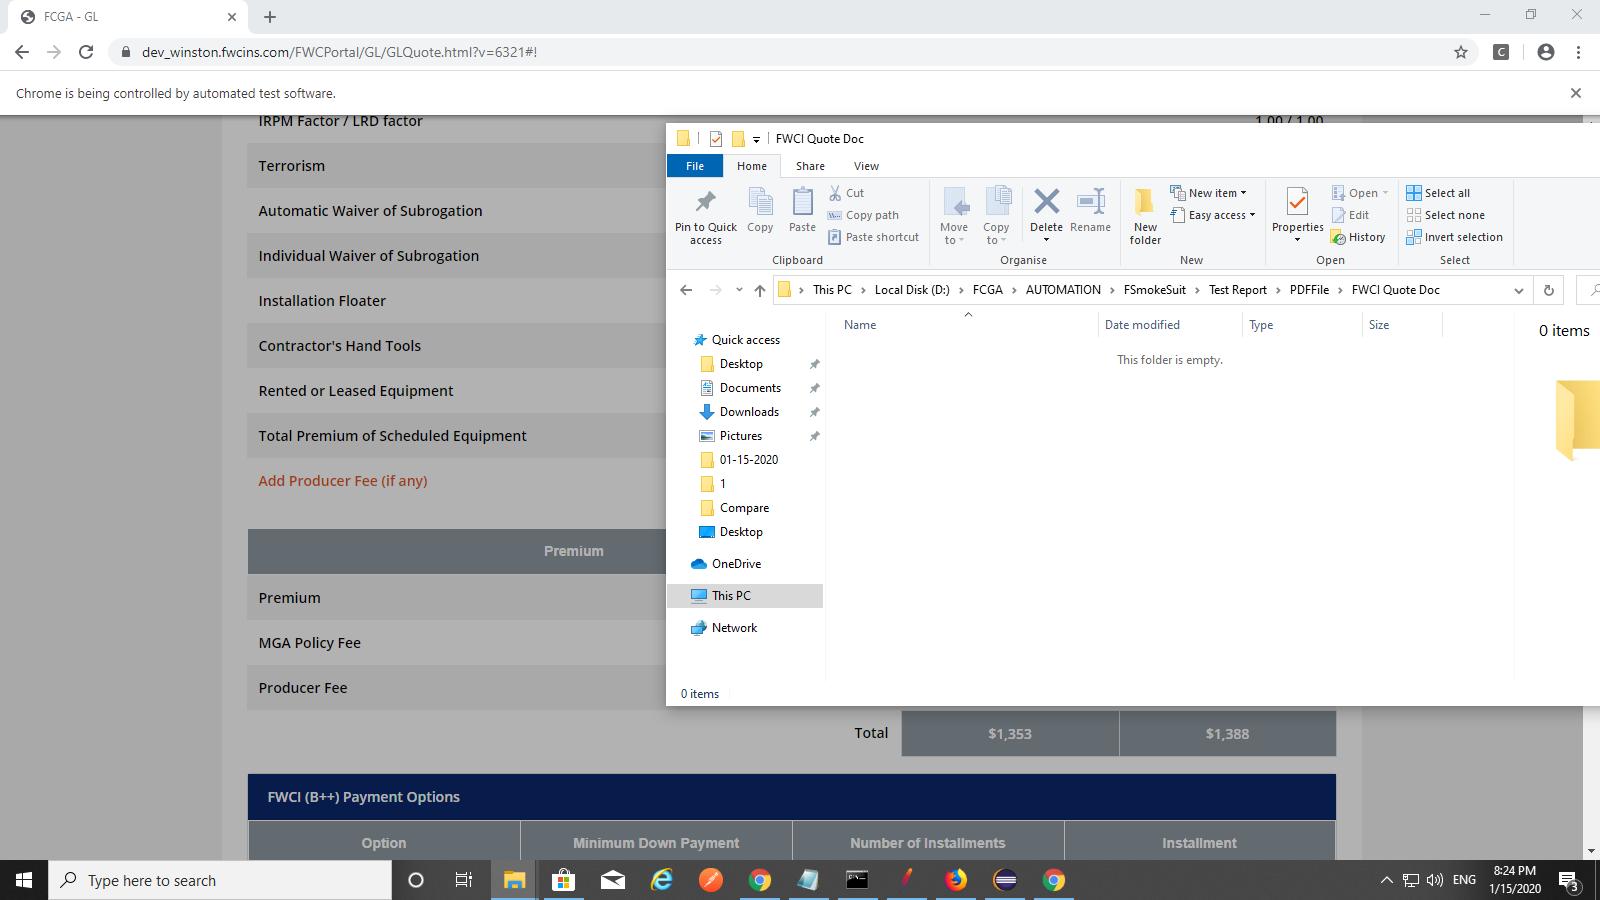 FCGA - GL
dev_winston.fwcins.com/FWCPortal/GL/GLQuote.html?v=6321#!
C
Chrome is being controlled by automated test software.
IRPM Factor / LRD factor
1.00 / 1.00
Terrorism
Automatic Waiver of Subrogation
Individual Waiver of Subrogation
Installation Floater
Contractor's Hand Tools
Rented or Leased Equipment
Total Premium of Scheduled Equipment
Add Producer Fee (if any)
Premium
Premium
MGA Policy Fee
Producer Fee
FWCI Quote Doc
File Home Share View
Pin to Quick access
Copy
Paste
Cut
Copy path
Paste shortcut
Clipboard
Move to
Copy to
Delete
Rename
Organise
New folder
New item
Easy access
New
Properties
Open
Edit
History
Open
Select all
Select none
Invert selection
Select
This PC > Local Disk (D:) > FCGA > AUTOMATION > FSmokeSuit > Test Report > PDFFile > FWCI Quote Doc
Name Date modified Type Size
This folder is empty.
0 items
Quick access
Desktop
Documents
Downloads
Pictures
01-15-2020
1
Compare
Desktop
OneDrive
This PC
Network
0 items
Total $1,353 $1,388
FWCI (B++) Payment Options
Option Minimum Down Payment Number of Installments Installment
Type here to search
ENG
8:24 PM
1/15/2020
3